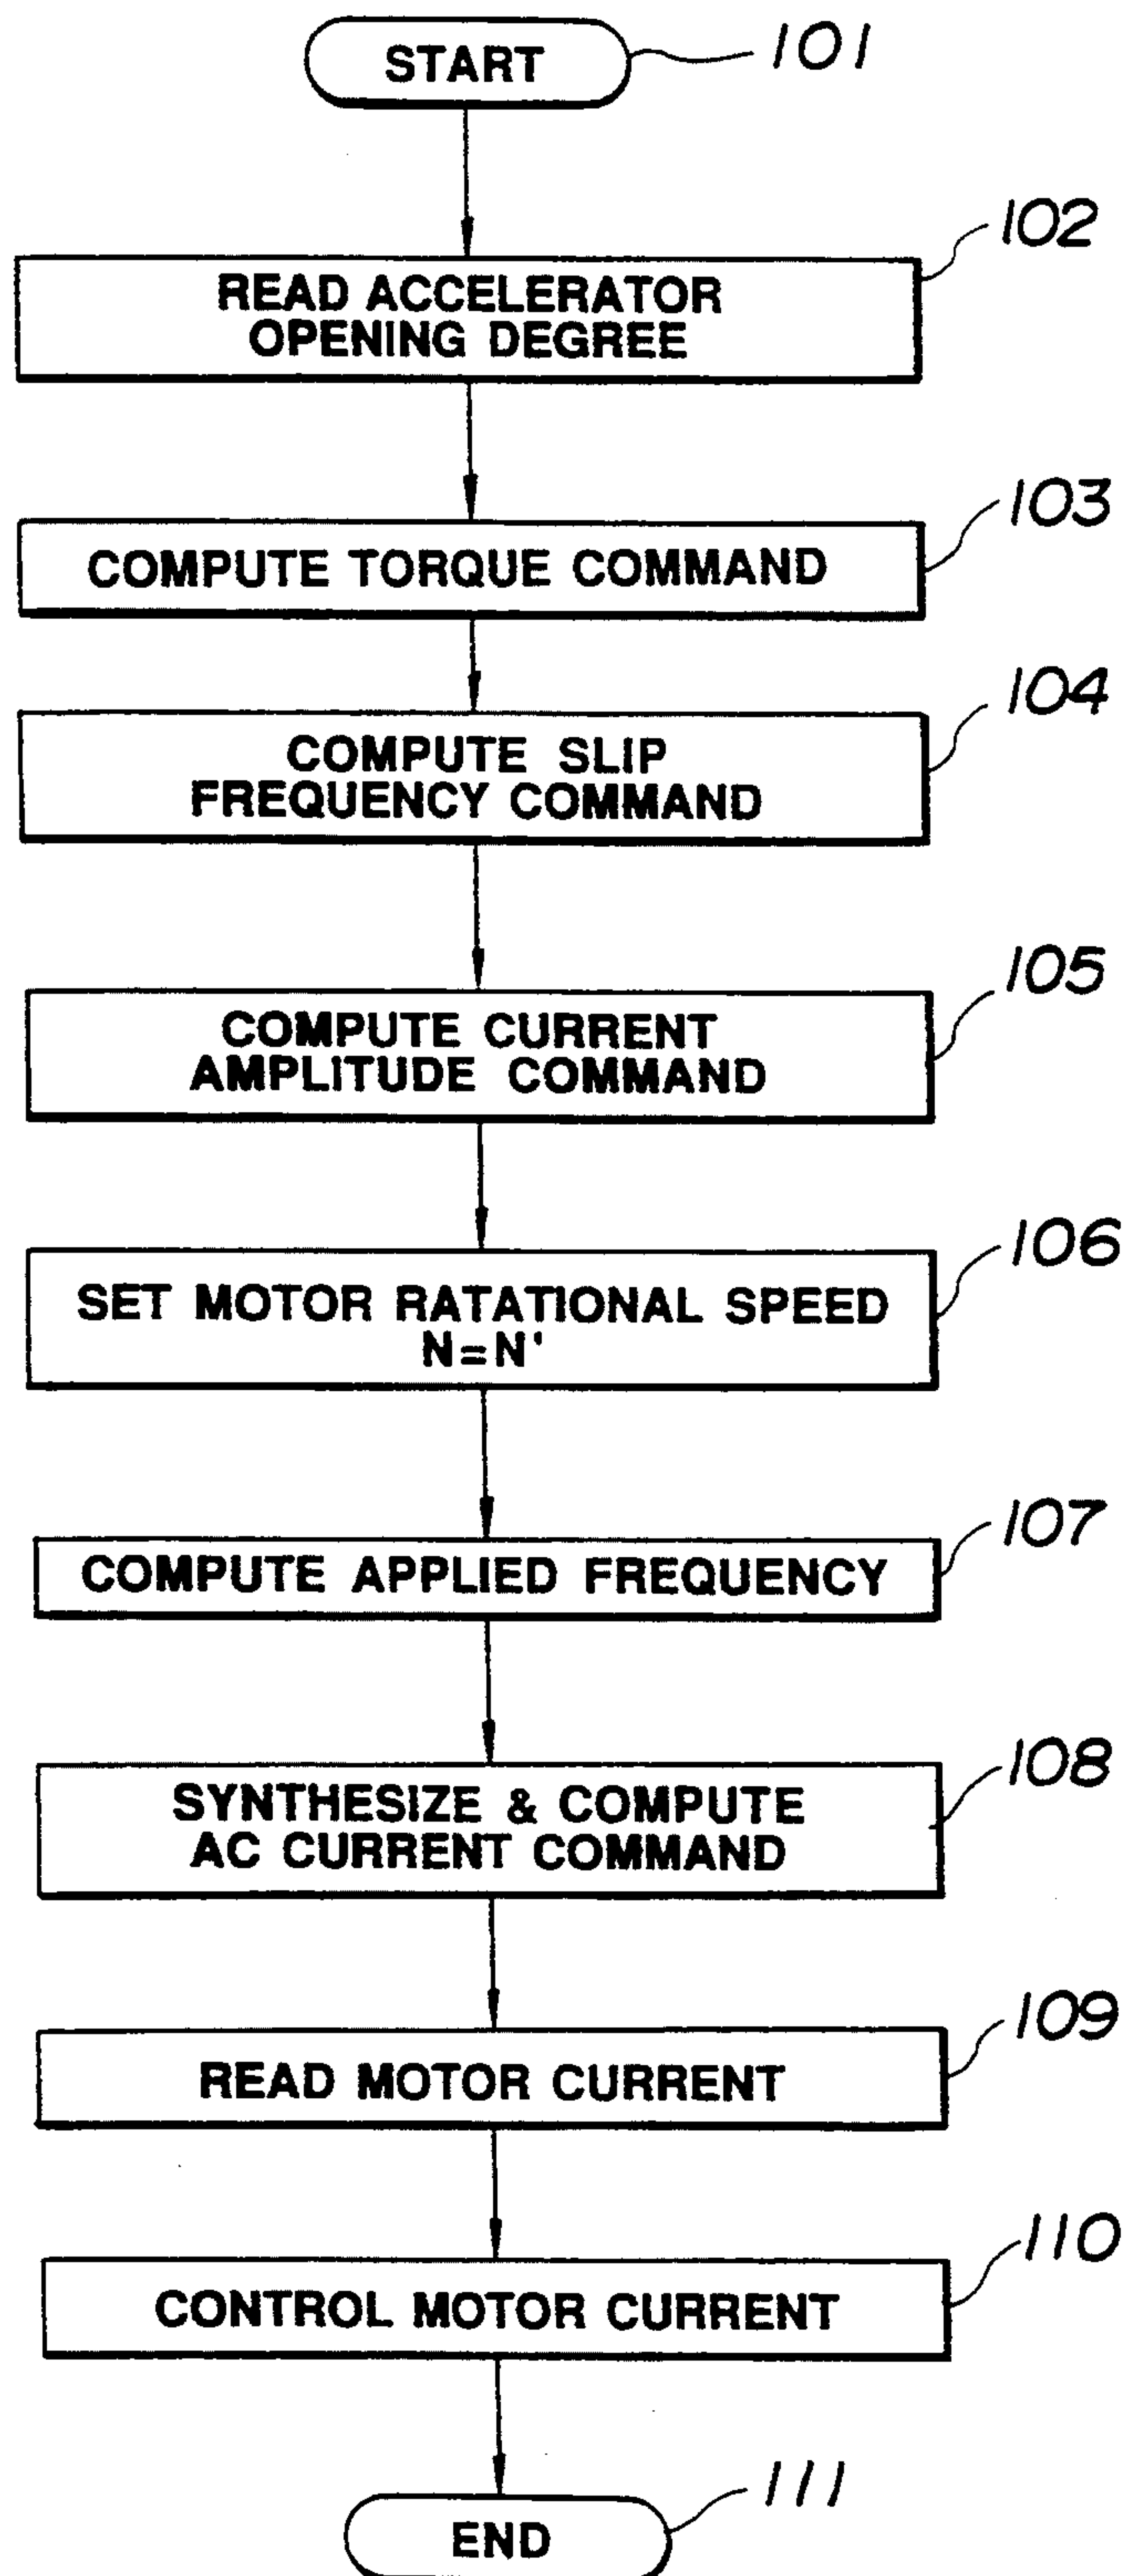 START
101
102
READ ACCELERATOR
OPENING DEGREE
103
COMPUTE TORQUE COMMAND
104
COMPUTE SLIP
FREQUENCY COMMAND
105
COMPUTE CURRENT
AMPLITUDE COMMAND
106
SET MOTOR RATATIONAL SPEED
N=N'
107
COMPUTE APPLIED FREQUENCY
108
SYNTHESIZE & COMPUTE
AC CURRENT COMMAND
109
READ MOTOR CURRENT
110
CONTROL MOTOR CURRENT
111
END